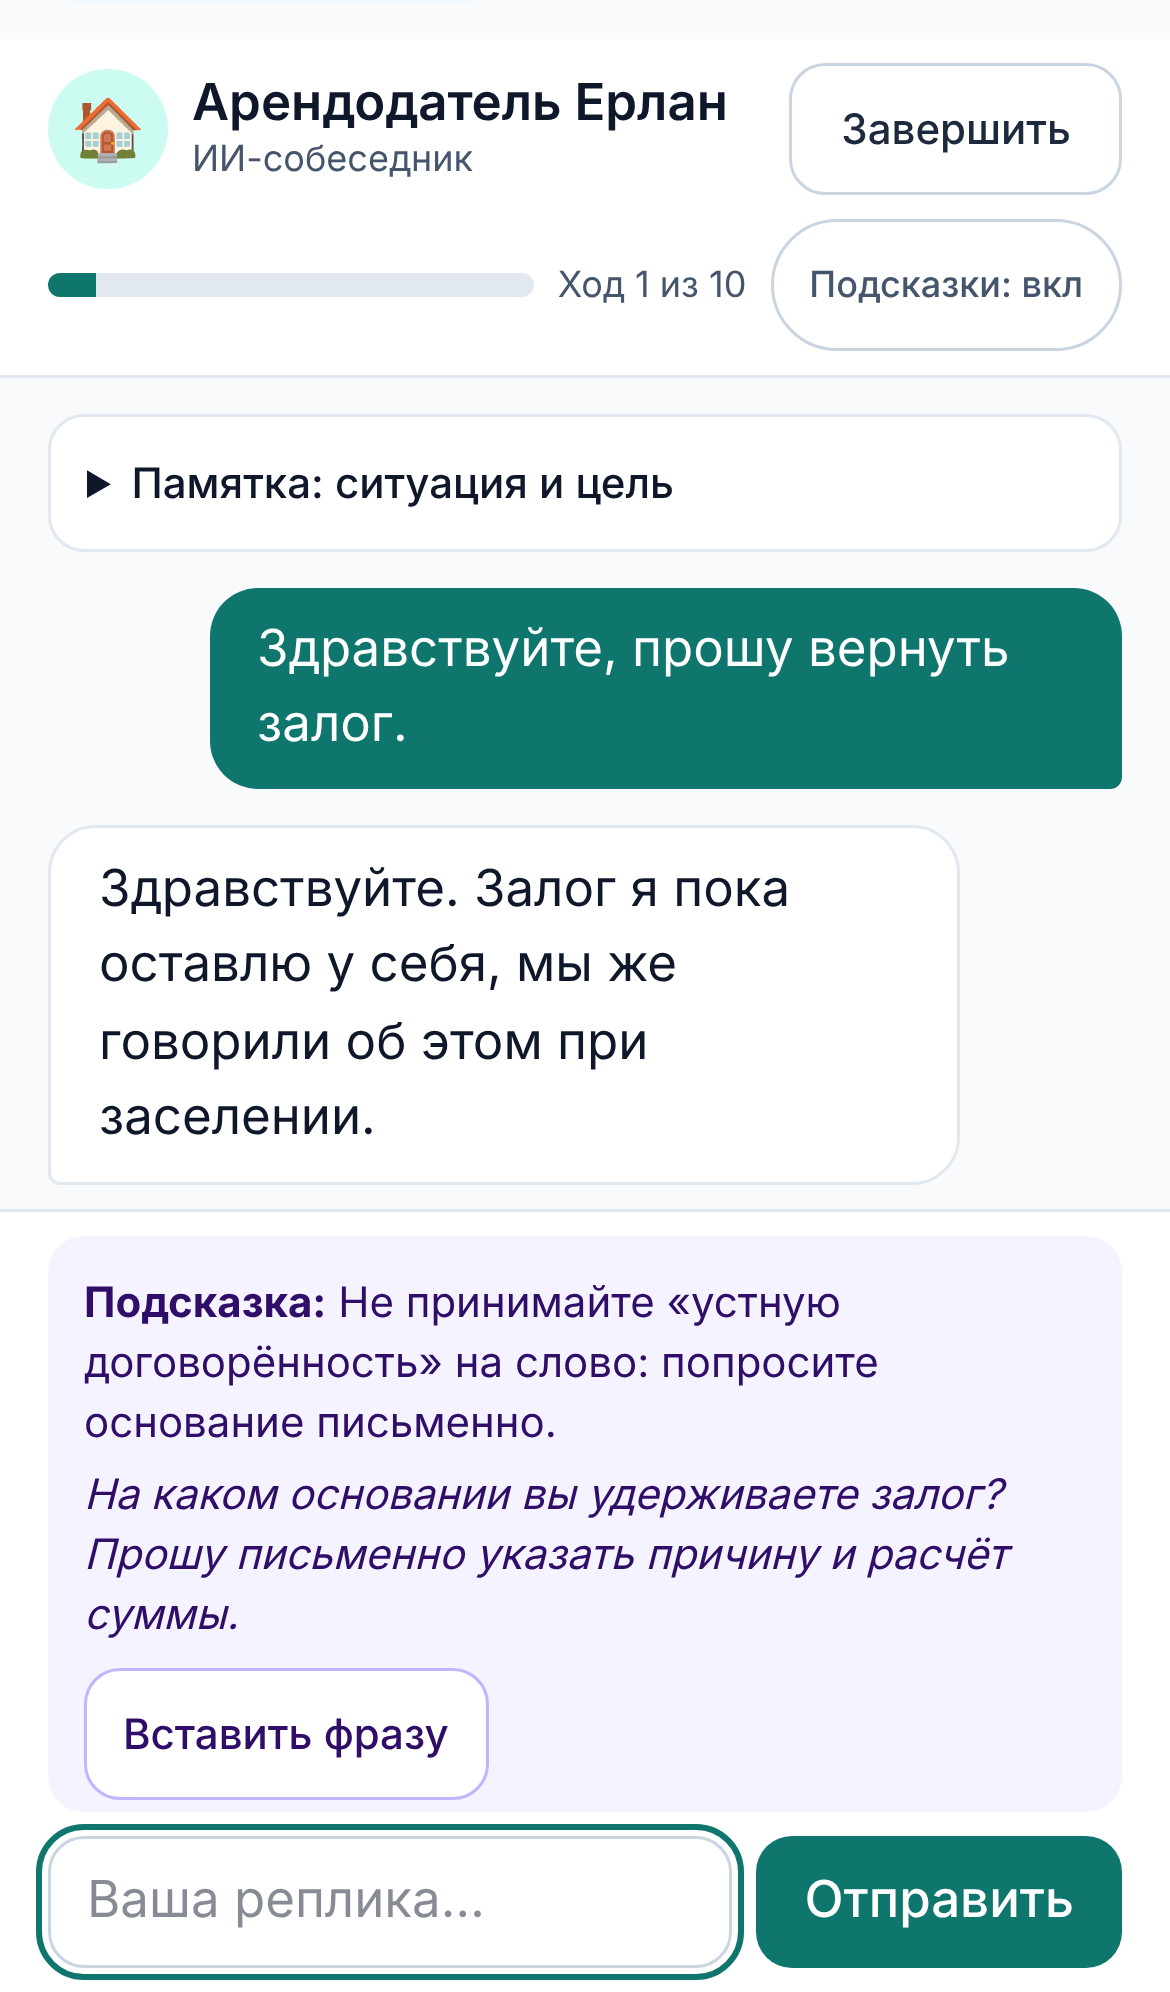 Арендодатель Ерлан
ИИ-собеседник
Завершить
Ход 1 из 10
Подсказки: вкл
Памятка: ситуация и цель
Здравствуйте, прошу вернуть
залог.
Здравствуйте. Залог я пока
оставлю у себя, мы же
говорили об этом при
заселении.
Подсказка: Не принимайте «устную
договорённость» на слово: попросите
основание письменно.
На каком основании вы удерживаете залог?
Прошу письменно указать причину и расчёт
суммы.
Вставить фразу
Ваша реплика...
Отправить